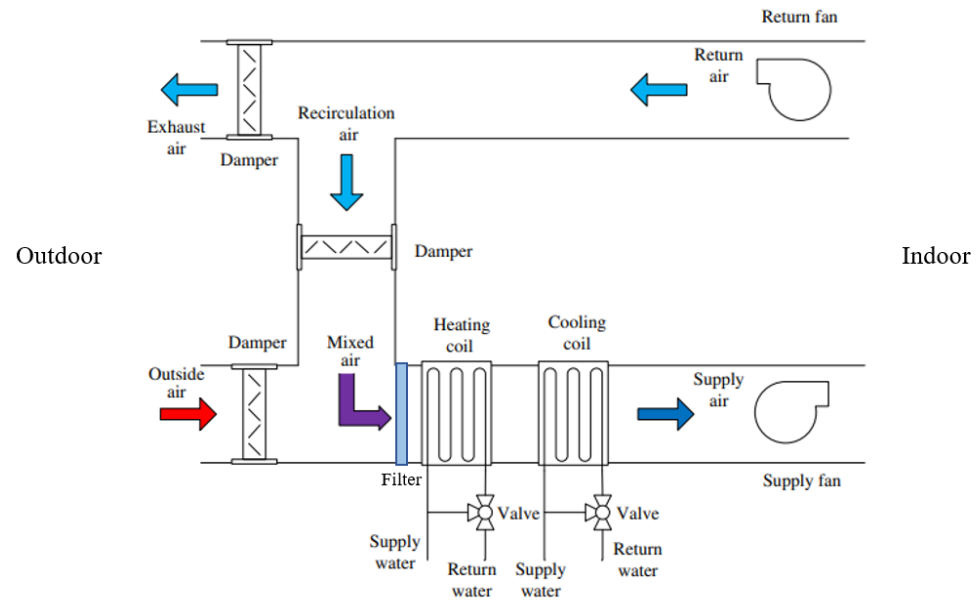 Return fan
Return
air
Recirculation
air
Exhaust
air
Damper
Outdoor
Damper
Indoor
Damper
Mixed
air
Heating
coil
Cooling
coil
Outside
air
Supply
air
Filter
Supply fan
Valve
Valve
Supply
water
Return
water
Supply
water
Return
water